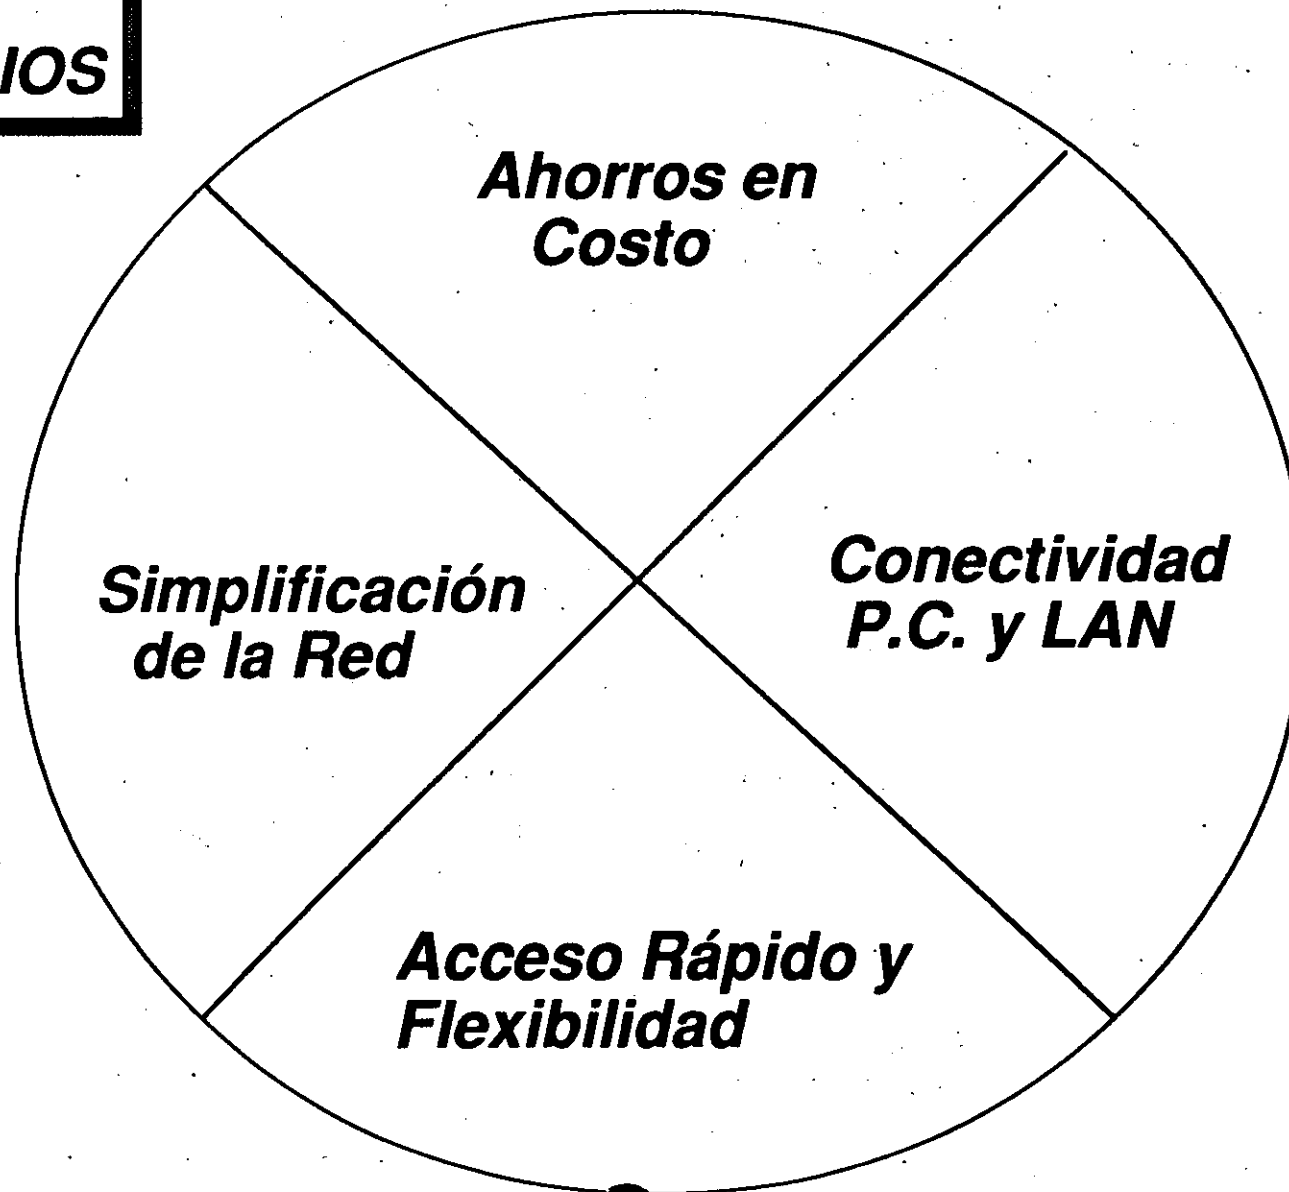 IOS
Ahorros en
Costo
Simplificación
de la Red
Conectividad
P.C. y LAN
Acceso Rápido y
Flexibilidad